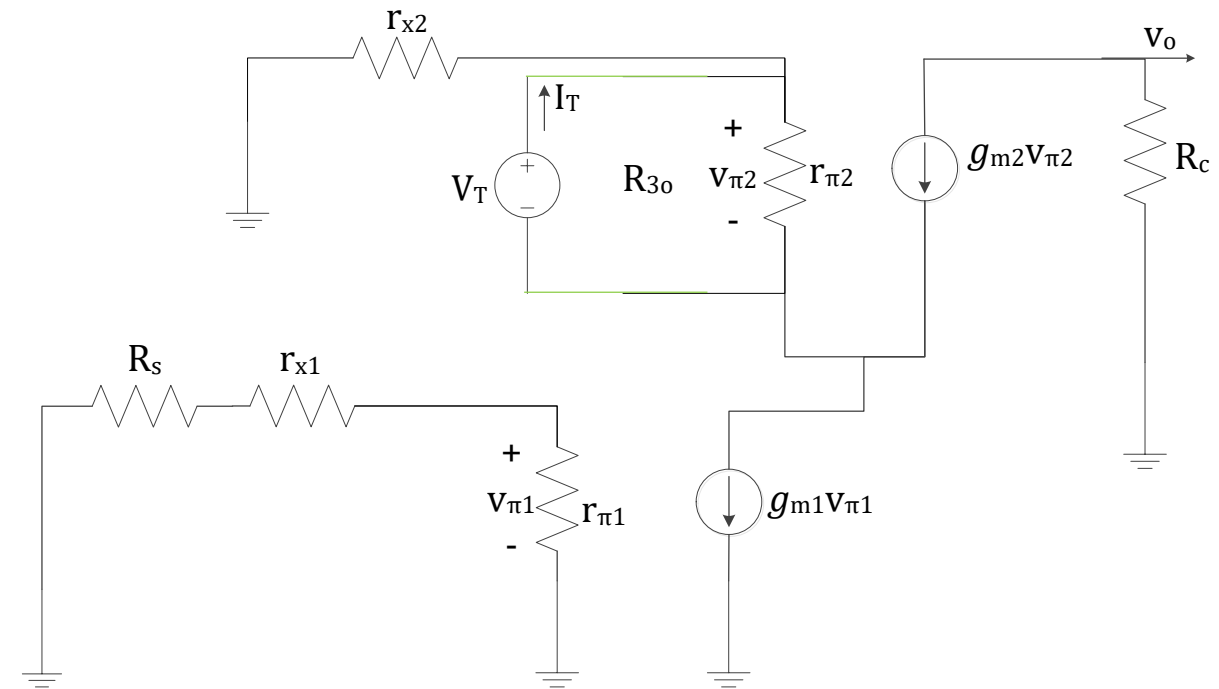 rx2
vo
IT
+
gm2vπ2
+
VT
R3o
vπ2
rπ2
Rc
−
-
Rs
rx1
+
vπ1
rπ1
gm1vπ1
-